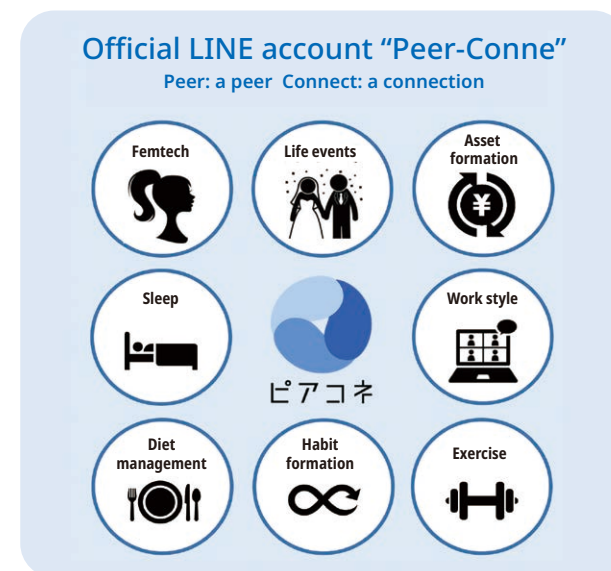 Official LINE account “Peer-Conne”
Peer: a peer Connect: a connection
Femtech
Life events
Asset
formation
¥
Sleep
ピアコネ
Work style
Diet
management
Habit
formation
Exercise